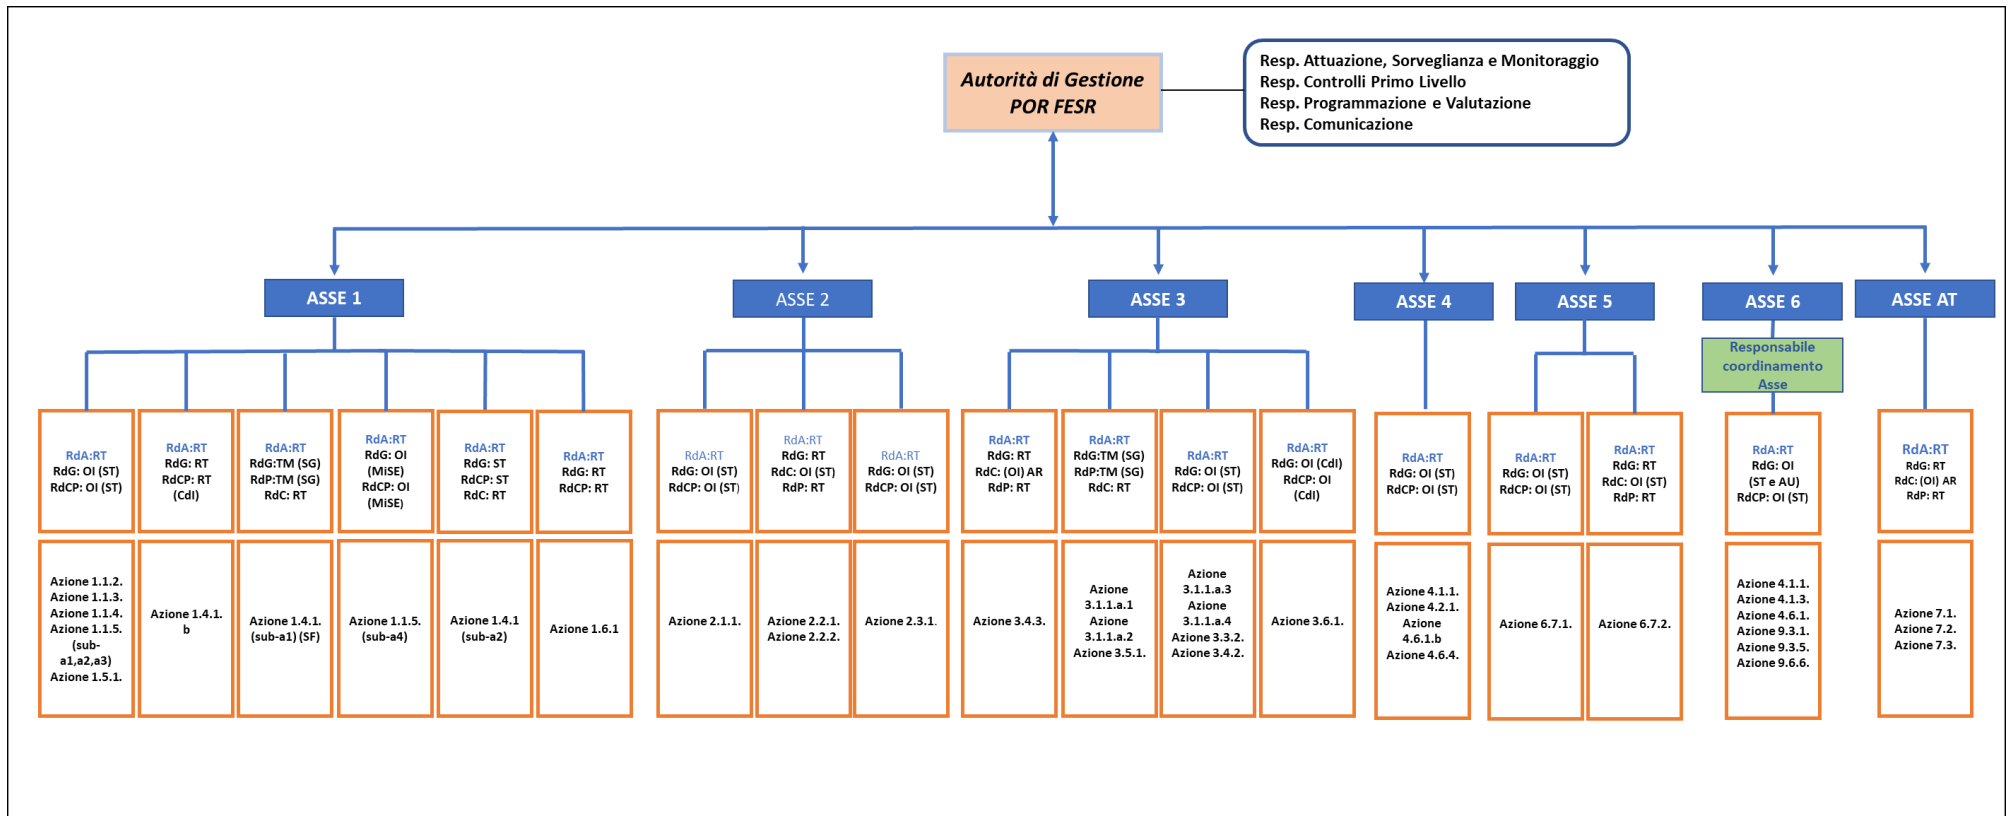 Autorità di Gestione
POR FESR
Resp. Attuazione, Sorveglianza e Monitoraggio
Resp. Controlli Primo Livello
Resp. Programmazione e Valutazione
Resp. Comunicazione
ASSE 1
ASSE 2
ASSE 3
ASSE 4
ASSE 5
ASSE 6
ASSE AT
Responsabile
coordinamento
Asse
RdA:RT
RdG: OI (ST)
RdCP: OI (ST)
RdA:RT
RdG: RT
RdCP: RT
(CdI)
RdA:RT
RdG:TM (SG)
RdP:TM (SG)
RdC: RT
RdA:RT
RdG: OI
(MiSE)
RdCP: OI
(MiSE)
RdA:RT
RdG: ST
RdCP: ST
RdC: RT
RdA:RT
RdG: RT
RdCP: RT
RdA:RT
RdG: OI (ST)
RdCP: OI (ST)
RdA:RT
RdG: RT
RdC: OI (ST)
RdP: RT
RdA:RT
RdG: OI (ST)
RdCP: OI (ST)
RdA:RT
RdG: RT
RdC: (OI) AR
RdP: RT
RdA:RT
RdG:TM (SG)
RdP:TM (SG)
RdC: RT
RdA:RT
RdG: OI (ST)
RdCP: OI (ST)
RdA:RT
RdG: OI (CdI)
RdCP: OI
(CdI)
RdA:RT
RdG: OI (ST)
RdCP: OI (ST)
RdA:RT
RdG: OI (ST)
RdCP: OI (ST)
RdA:RT
RdG: RT
RdC: OI (ST)
RdP: RT
RdA:RT
RdG: OI
(ST e AU)
RdCP: OI (ST)
RdA:RT
RdG: RT
RdC: (OI) AR
RdP: RT
Azione 1.1.2.
Azione 1.1.3.
Azione 1.1.4.
Azione 1.1.5.
(sub-
a1,a2,a3)
Azione 1.5.1.
Azione 1.4.1.
b
Azione 1.4.1.
(sub-a1) (SF)
Azione 1.1.5.
(sub-a4)
Azione 1.4.1
(sub-a2)
Azione 1.6.1
Azione 2.1.1.
Azione 2.2.1.
Azione 2.2.2.
Azione 2.3.1.
Azione 3.4.3.
Azione
3.1.1.a.1
Azione
3.1.1.a.2
Azione 3.5.1.
Azione
3.1.1.a.3
Azione
3.1.1.a.4
Azione 3.3.2.
Azione 3.4.2.
Azione 3.6.1.
Azione 4.1.1.
Azione 4.2.1.
Azione
4.6.1.b
Azione 4.6.4.
Azione 6.7.1.
Azione 6.7.2.
Azione 4.1.1.
Azione 4.1.3.
Azione 4.6.1.
Azione 9.3.1.
Azione 9.3.5.
Azione 9.6.6.
Azione 7.1.
Azione 7.2.
Azione 7.3.